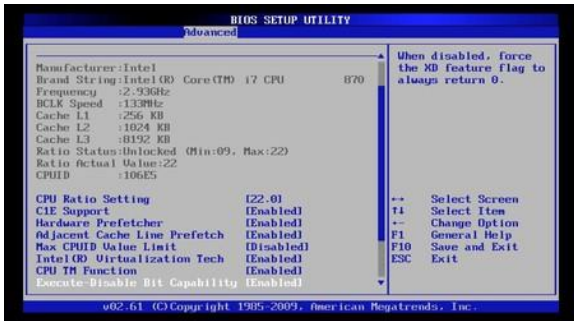 BIOS SETUP UTILITY
Advanced
Manufacturer:Intel
Brand String:Intel(R) Core(TM) i7 CPU 870
Frequency :2.93GHz
BCLK Speed :133MHz
Cache L1 :256 KB
Cache L2 :1024 KB
Cache L3 :8192 KB
Ratio Status:Unlocked (Min:09, Max:22)
Ratio Actual Value:22
CPUID :106E5
CPU Ratio Setting [22.0]
C1E Support [Enabled]
Hardware Prefetcher [Enabled]
Adjacent Cache Line Prefetch [Enabled]
Max CPUID Value Limit [Disabled]
Intel(R) Virtualization Tech [Enabled]
CPU TM Function [Enabled]
Execute-Disable Bit Capability [Enabled]
When disabled, force
the XD feature flag to
always return 0.
↔ Select Screen
↑↓ Select Item
+- Change Option
F1 General Help
F10 Save and Exit
ESC Exit
v02.61 (C)Copyright 1985-2009, American Megatrends, Inc.